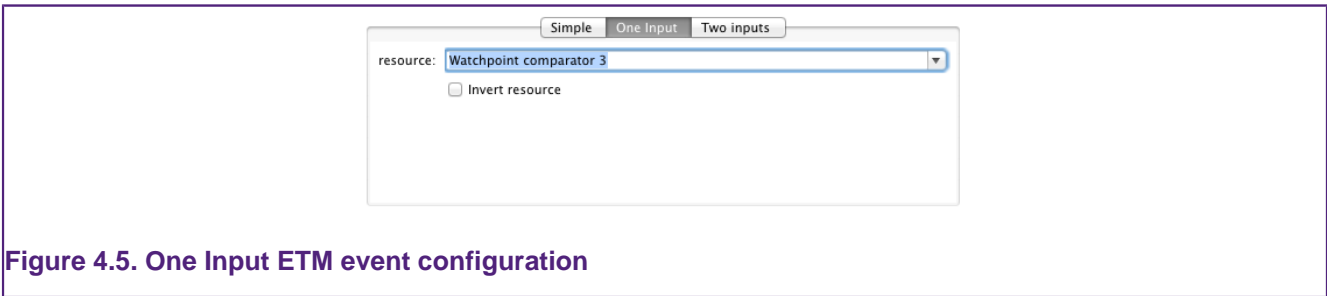 Simple One Input Two inputs
resource: Watchpoint comparator 3
Invert resource
Figure 4.5. One Input ETM event configuration